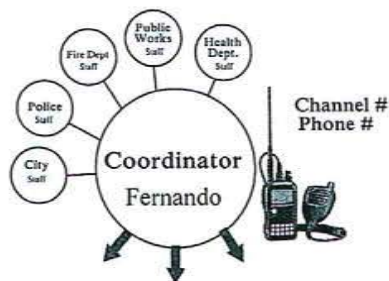 Public
Works
Staff
Health
Dept.
Staff
Fire Dept
Staff
Police
Staff
City
Staff
Channel #
Phone #
Coordinator
Fernando